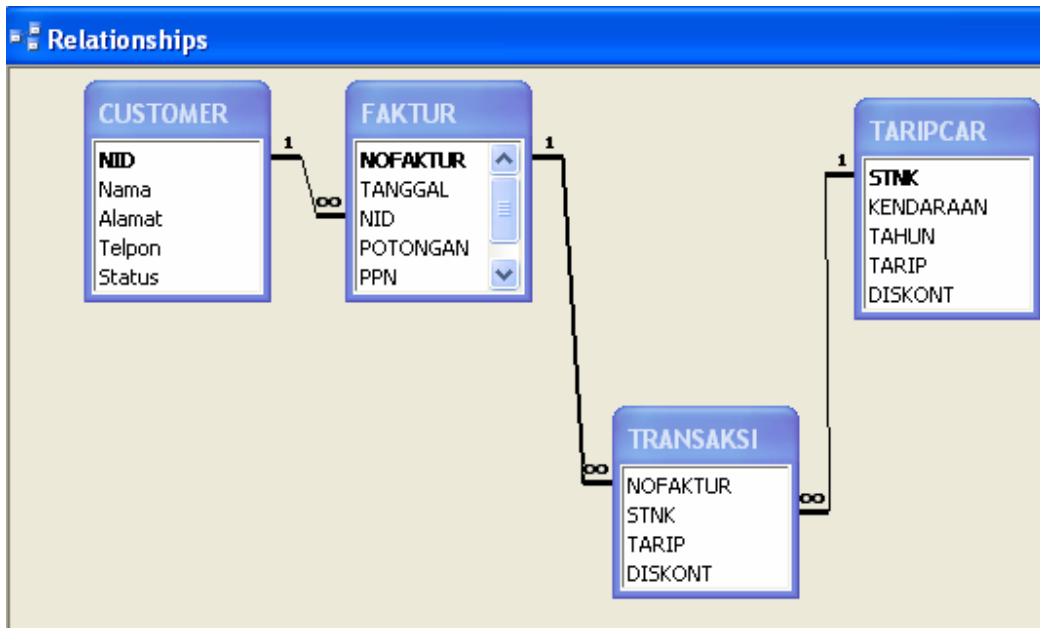 Relationships
CUSTOMER
NID
Nama
Alamat
Telpon
Status
1
∞
FAKTUR
NOFAKTUR
TANGGAL
NID
POTONGAN
PPN
1
∞
TARIPCAR
STNK
KENDARAAN
TAHUN
TARIP
DISKONT
1
∞
TRANSAKSI
NOFAKTUR
STNK
TARIP
DISKONT